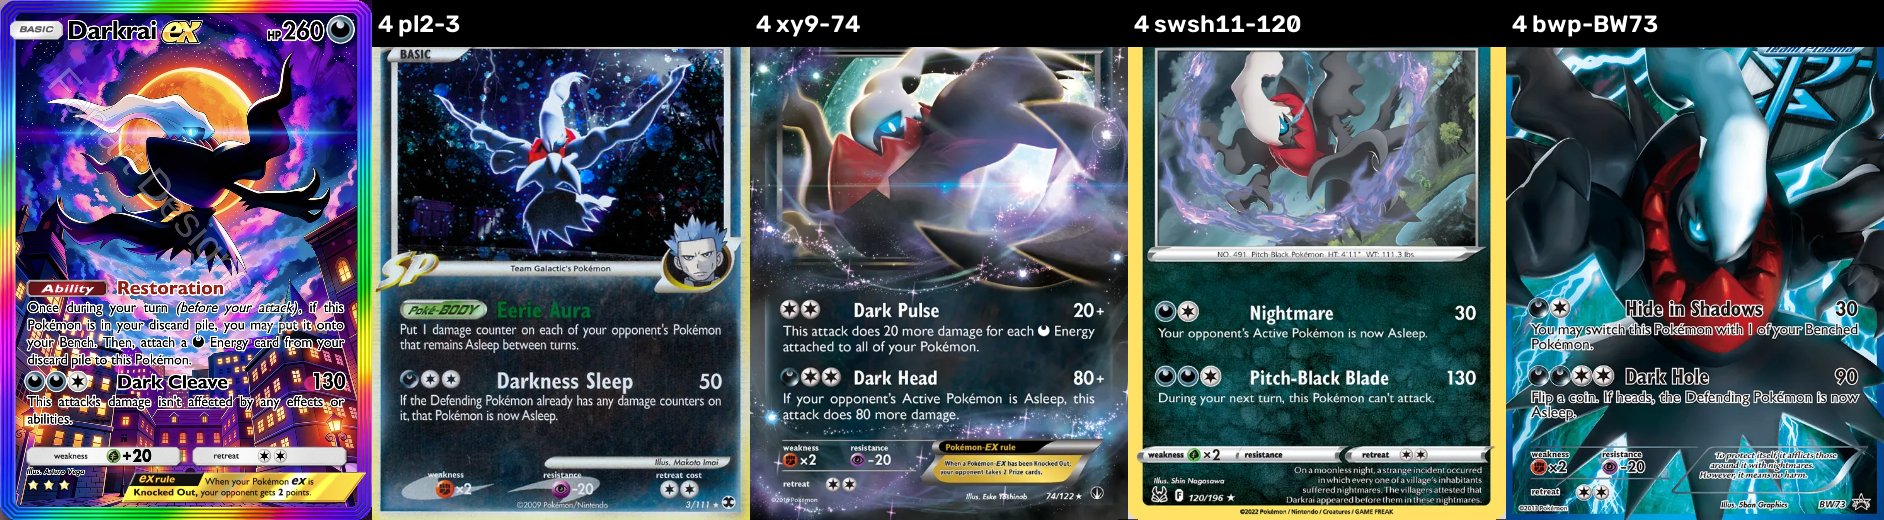 BASIC Darkrai ex HP 260
Ability Restoration
Once during your turn (before your attack), if this
Pokémon is in your discard pile, you may put it onto
your Bench. Then, attach a Energy card from your
discard pile to this Pokémon.
Dark Cleave 130
This attack's damage isn't affected by any effects or
abilities.
weakness +20 retreat
Illus. Arturo Vega
ex rule When your Pokémon ex is
Knocked Out, your opponent gets 2 points.
4 pl2-3
BASIC
Team Galactic's Pokémon
SP
Poké-BODY Eerie Aura
Put 1 damage counter on each of your opponent's Pokémon
that remains Asleep between turns.
Darkness Sleep 50
If the Defending Pokémon already has any damage counters on
it, that Pokémon is now Asleep.
Illus. Makoto Imai
weakness resistance retreat cost
×2 -20
©2009 Pokémon/Nintendo 3/111
4 xy9-74
Dark Pulse 20+
This attack does 20 more damage for each Energy
attached to all of your Pokémon.
Dark Head 80+
If your opponent's Active Pokémon is Asleep, this
attack does 80 more damage.
weakness resistance
×2 -20
Pokémon-EX rule
When a Pokémon-EX has been Knocked Out,
your opponent takes 2 Prize cards.
retreat
74/122
4 swsh11-120
NO. 491 Pitch-Black Pokémon HT: 4'11" WT: 111.3 lbs.
Nightmare 30
Your opponent's Active Pokémon is now Asleep.
Pitch-Black Blade 130
During your next turn, this Pokémon can't attack.
weakness ×2 resistance retreat
Illus. Shin Nagasawa
F 120/196
On a moonless night, a strange incident occurred
in which every one of a village's inhabitants
suffered nightmares. The villagers attested that
Darkrai appeared before them in these nightmares.
©2022 Pokémon / Nintendo / Creatures / GAME FREAK
4 bwp-BW73
Hide in Shadows 30
You may switch this Pokémon with 1 of your Benched
Pokémon.
Dark Hole 90
Flip a coin. If heads, the Defending Pokémon is now
Asleep.
weakness resistance
×2 -20
retreat
To protect itself, it afflicts those
around it with nightmares.
However, it means no harm.
©2013 Pokémon
Illus. 5ban Graphics BW73